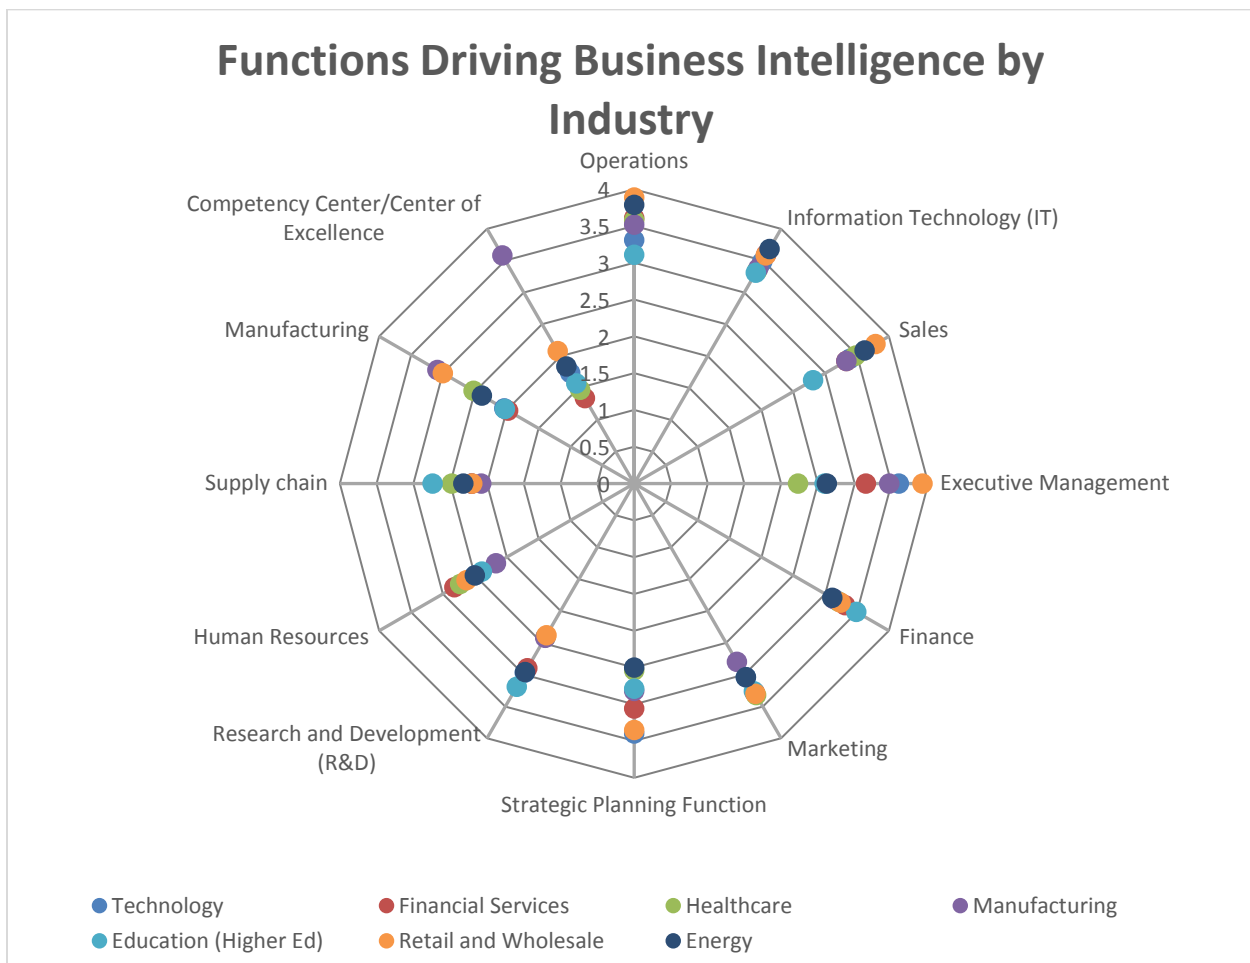 Functions Driving Business Intelligence by
Industry
Operations
Competency Center/Center of
Excellence
Information Technology (IT)
4
3.5
3
2.5
2
1.5
1
0.5
0
Manufacturing
Sales
Supply chain
Executive Management
Human Resources
Finance
Research and Development
(R&D)
Marketing
Strategic Planning Function
Technology
Financial Services
Healthcare
Manufacturing
Education (Higher Ed)
Retail and Wholesale
Energy